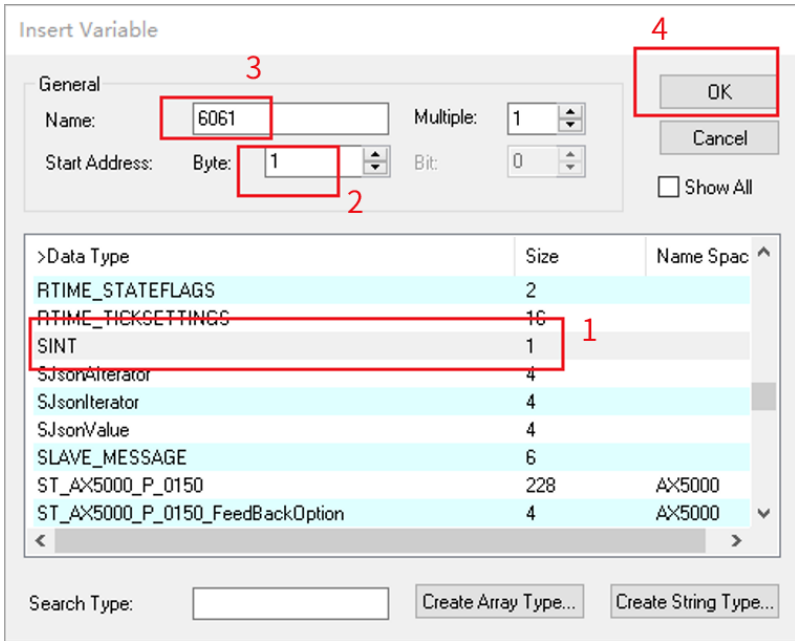 Insert Variable
4
General
3
OK
Name: 6061 Multiple: 1
Cancel
Start Address: Byte: 1 Bit: 0
Show All
2
>Data Type Size Name Spac
RTIME_STATEFLAGS 2
RTIME_TICKSETTINGS 16
1
SINT 1
SJsonAIterator 4
SJsonIterator 4
SJsonValue 4
SLAVE_MESSAGE 6
ST_AX5000_P_0150 228 AX5000
ST_AX5000_P_0150_FeedBackOption 4 AX5000
Search Type: Create Array Type... Create String Type...